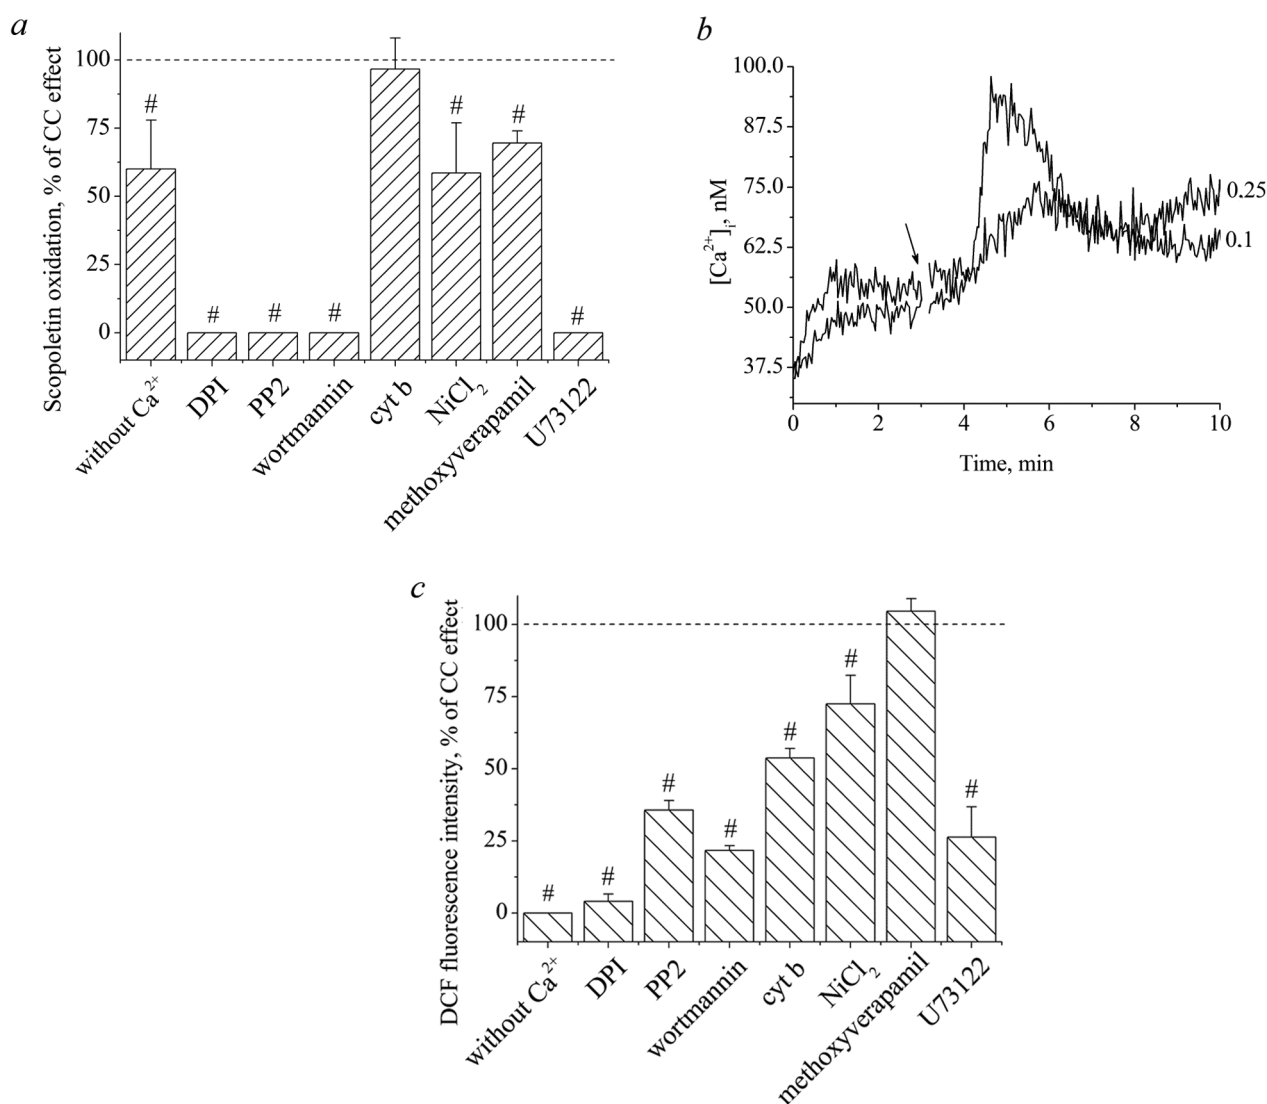 a
Scopoletin oxidation, % of CC effect
100
75
50
25
0
#
#
#
#
#
#
#
without Ca²⁺
DPI
PP2
wortmannin
cyt b
NiCl₂
methoxyverapamil
U73122
b
[Ca²⁺]ᵢ, nM
100.0
87.5
75.0
62.5
50.0
37.5
0.25
0.1
0
2
4
6
8
10
Time, min
c
DCF fluorescence intensity, % of CC effect
100
75
50
25
0
#
#
#
#
#
#
#
without Ca²⁺
DPI
PP2
wortmannin
cyt b
NiCl₂
methoxyverapamil
U73122